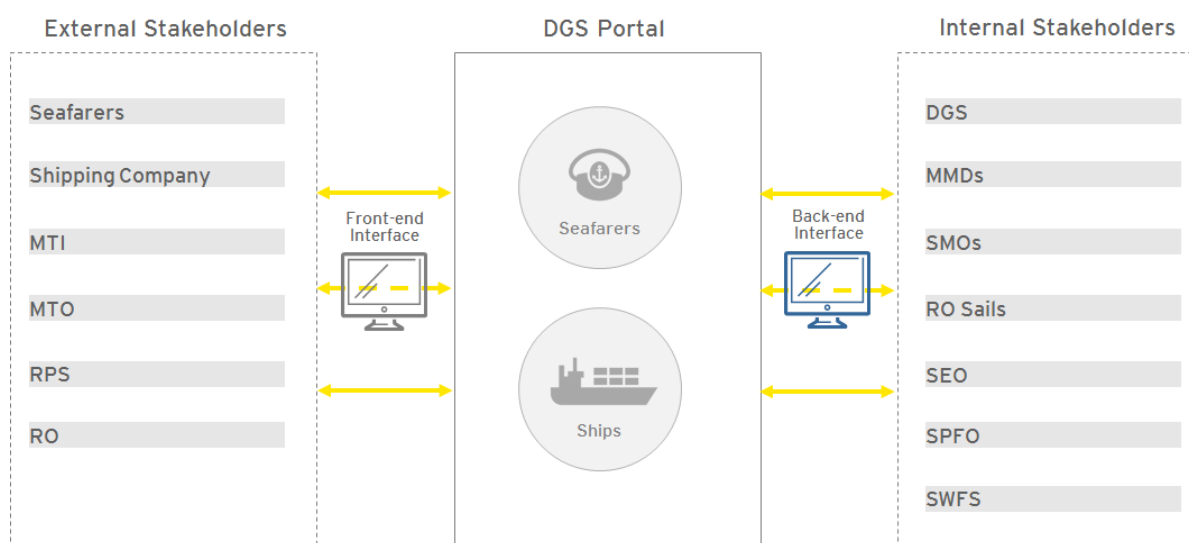 External Stakeholders
DGS Portal
Internal Stakeholders
Seafarers
Shipping Company
MTI
MTO
RPS
RO
Front-end
Interface
Seafarers
Ships
Back-end
Interface
DGS
MMDs
SMOs
RO Sails
SEO
SPFO
SWFS